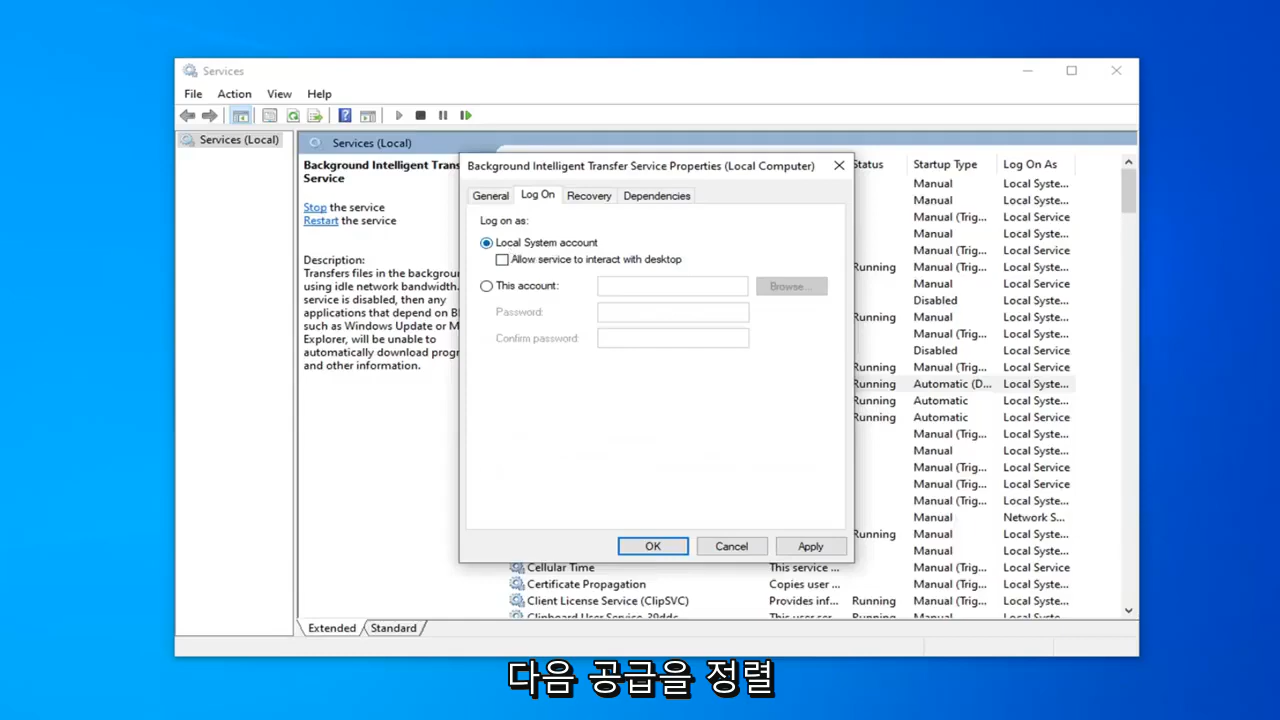 Services
File Action View Help
Services (Local)
Services (Local)
Background Intelligent Trans
Service
Stop the service
Restart the service
Description:
Transfers files in the backgrou
using idle network bandwidth.
service is disabled, then any
applications that depend on B
such as Windows Update or M
Explorer, will be unable to
automatically download progr
and other information.
Background Intelligent Transfer Service Properties (Local Computer)
General Log On Recovery Dependencies
Log on as:
Local System account
Allow service to interact with desktop
This account:
Browse...
Password:
Confirm password:
OK Cancel Apply
Status Startup Type Log On As
Manual Local Syste...
Manual Local Syste...
Manual (Trig... Local Service
Manual Local Syste...
Manual (Trig... Local Service
Running Manual (Trig... Local Syste...
Manual Local Service
Disabled Local Syste...
Running Manual (Trig... Local Syste...
Manual (Trig... Local Syste...
Disabled Local Service
Running Manual (Trig... Local Service
Running Automatic (D... Local Syste...
Running Automatic Local Syste...
Running Automatic Local Service
Manual (Trig... Local Syste...
Manual Local Syste...
Manual (Trig... Local Service
Manual (Trig... Local Syste...
Manual (Trig... Local Service
Manual Network S...
Running Manual (Trig... Local Syste...
Manual Local Syste...
Cellular Time This service ... Manual (Trig... Local Service
Certificate Propagation Copies user ... Manual (Trig... Local Syste...
Client License Service (ClipSVC) Provides inf... Running Manual (Trig... Local Syste...
Extended Standard
다음 공급을 정렬